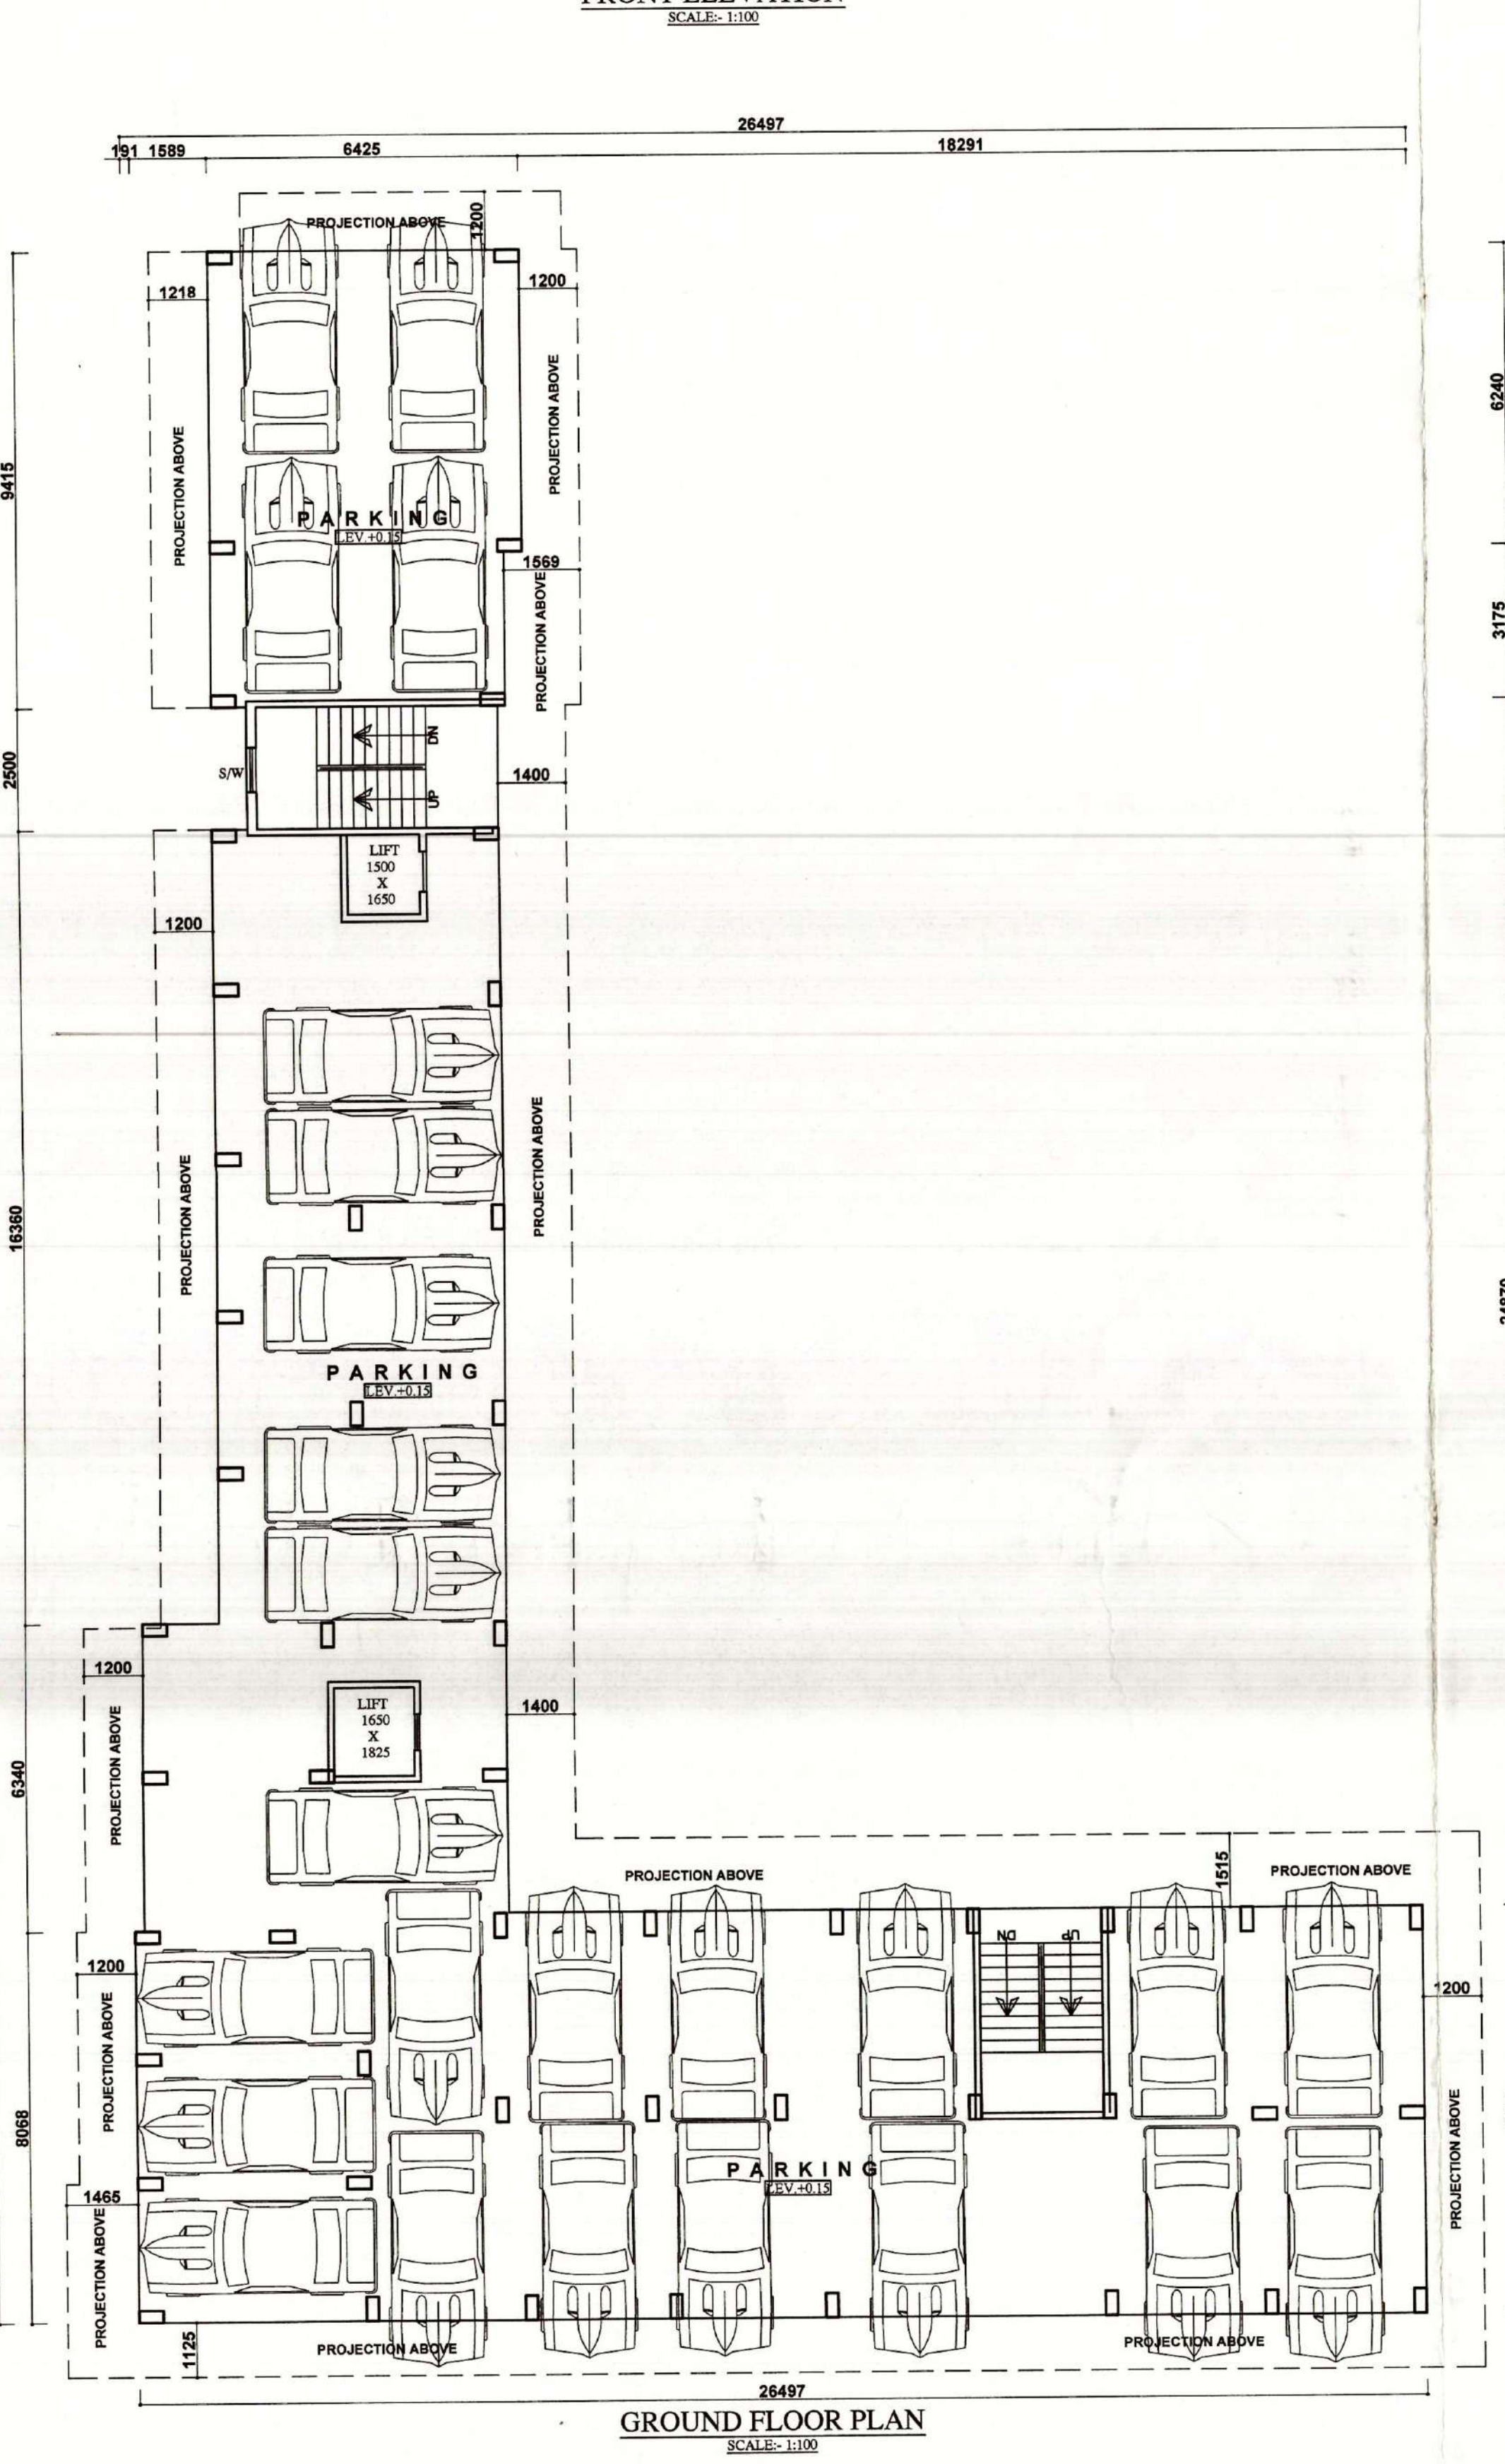 SCALE:- 1:100
26497
191 1589 6425 18291
PROJECTION ABOVE
1200
1218
1200
PROJECTION ABOVE
PROJECTION ABOVE
6240
9415
PARKING
LEV.+0.15
1569
PROJECTION ABOVE
3175
DN
2500
S/W
1400
UP
LIFT
1500
X
1650
1200
PROJECTION ABOVE
PROJECTION ABOVE
16360
PARKING
LEV.+0.15
1200
LIFT
1650
X
1825
1400
PROJECTION ABOVE
6340
PROJECTION ABOVE
1515
PROJECTION ABOVE
DN UP
1200
1200
PROJECTION ABOVE
8068
PROJECTION ABOVE
PARKING
LEV.+0.15
1465
PROJECTION ABOVE
1125
PROJECTION ABOVE
PROJECTION ABOVE
26497
GROUND FLOOR PLAN
SCALE:- 1:100